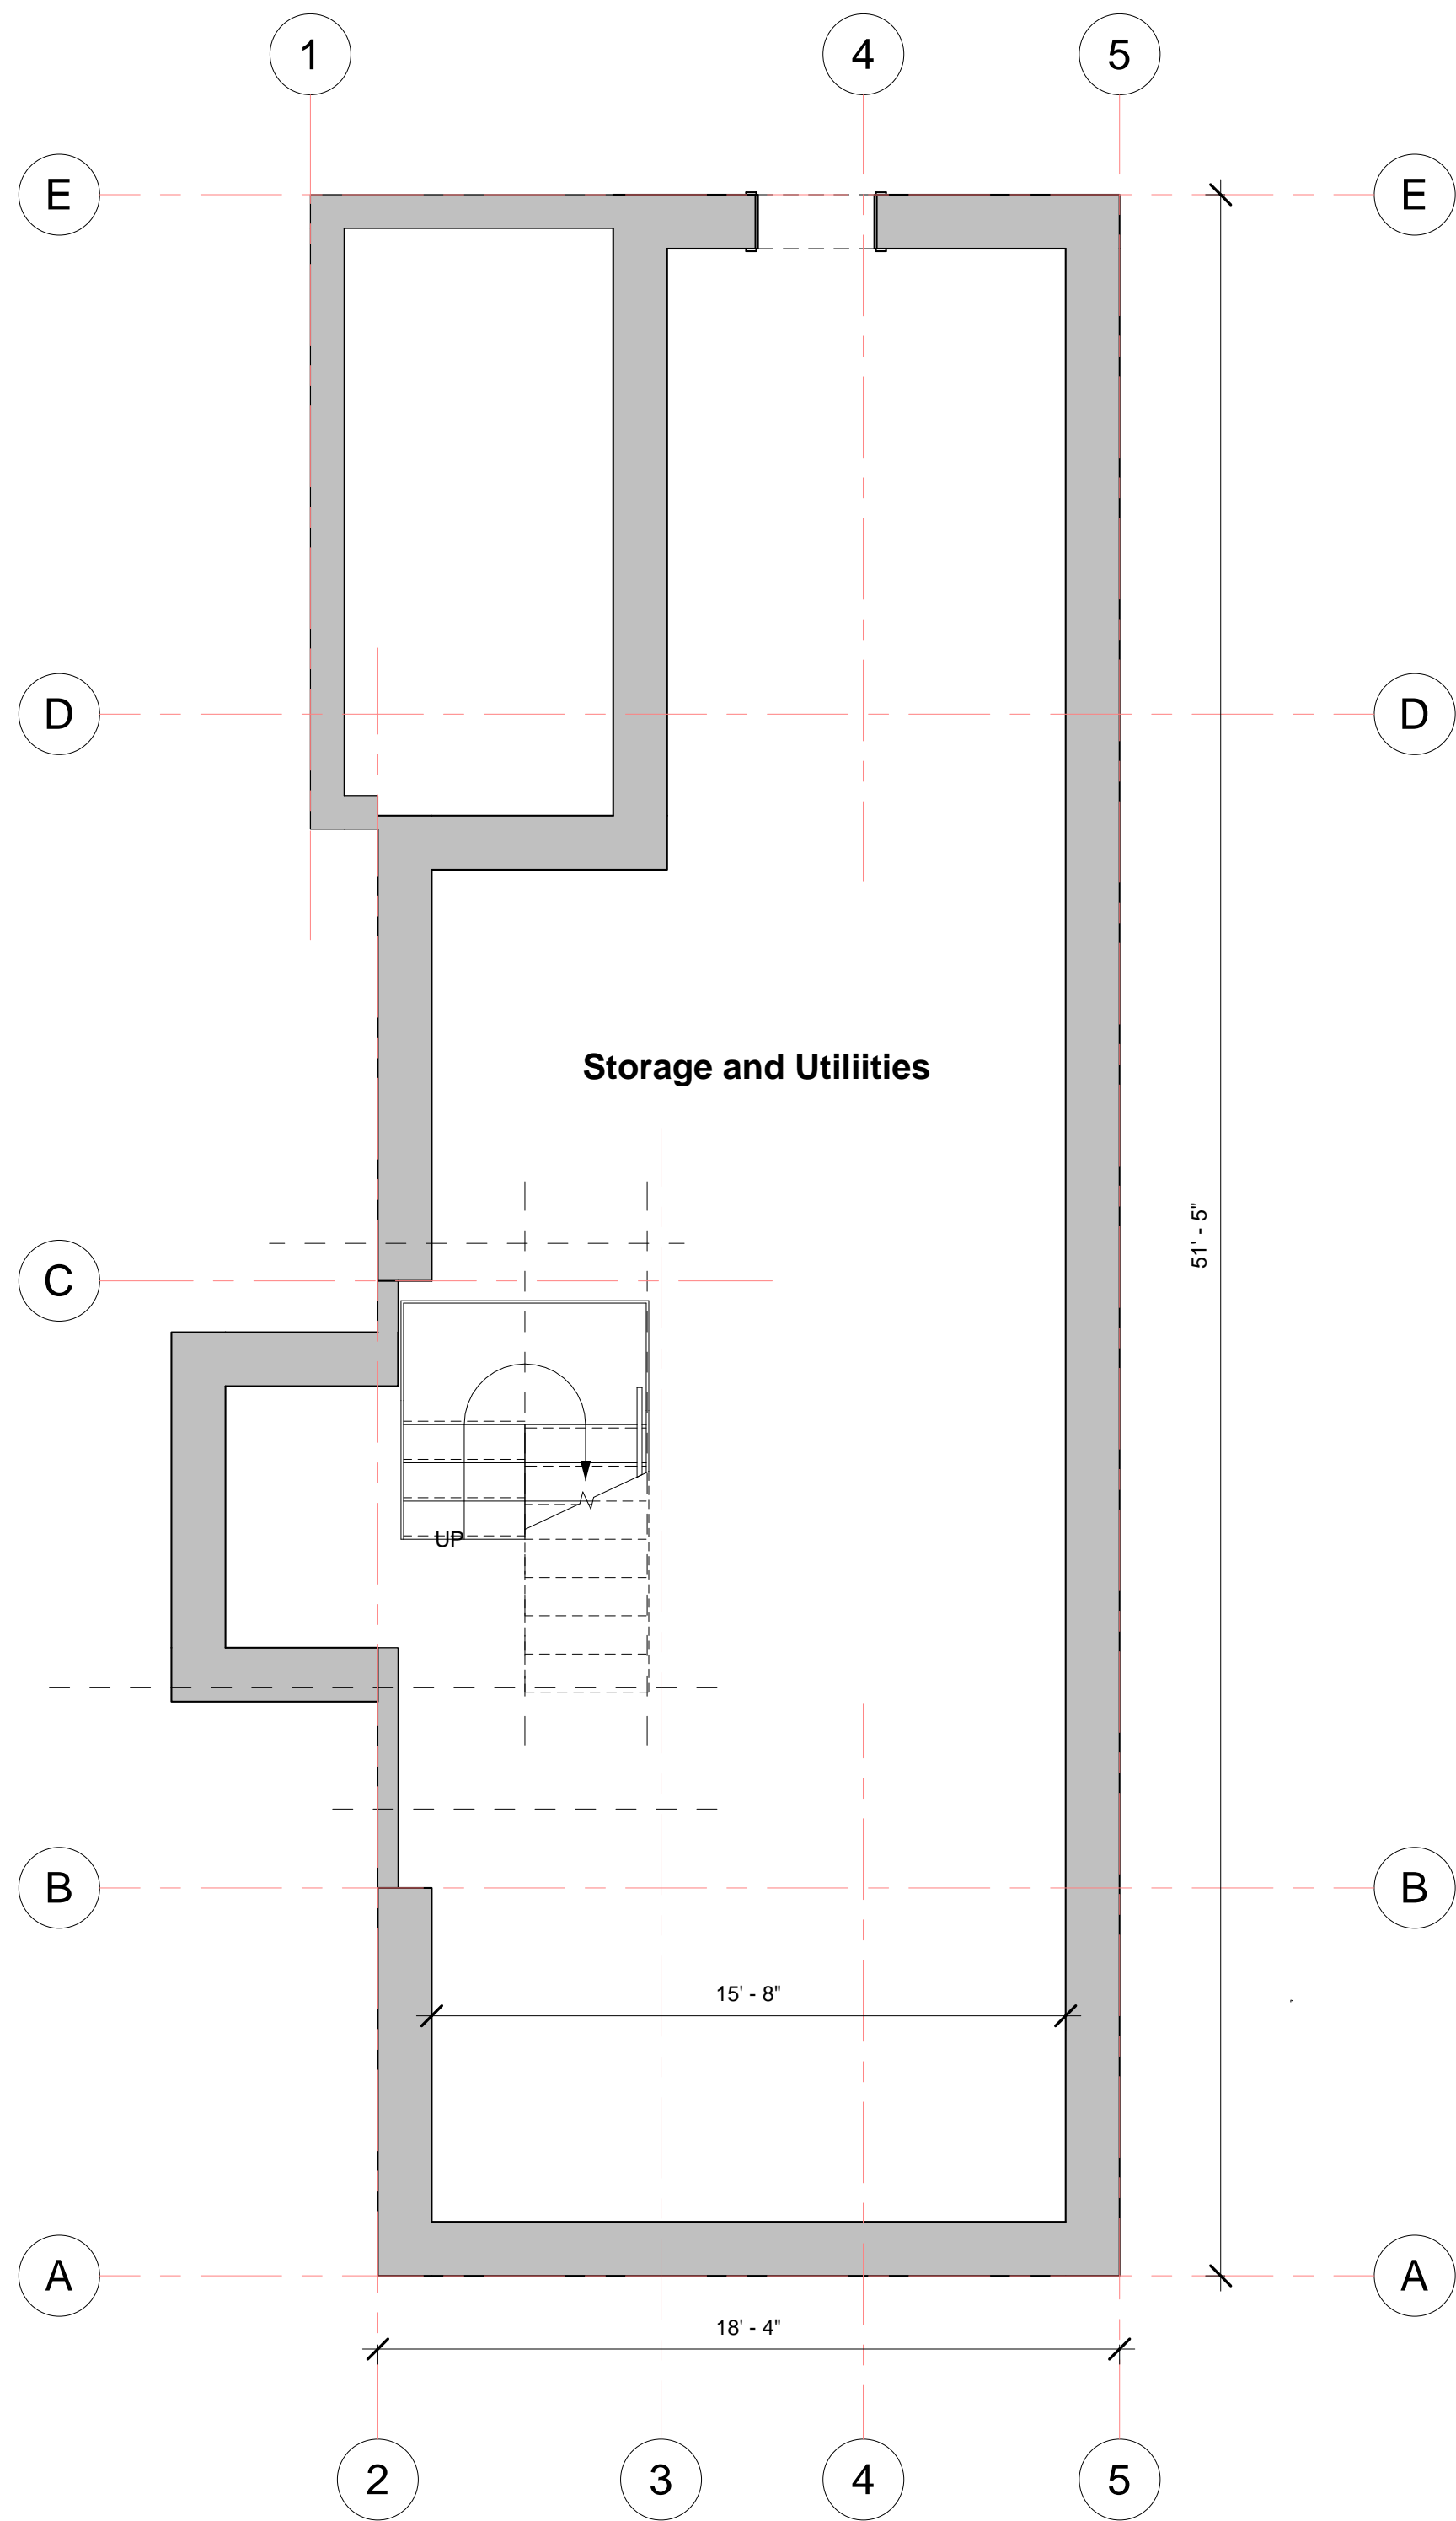 1
4
5
E
E
D
D
Storage and Utiliities
51' - 5"
C
UP
B
B
15' - 8"
A
A
18' - 4"
2
3
4
5